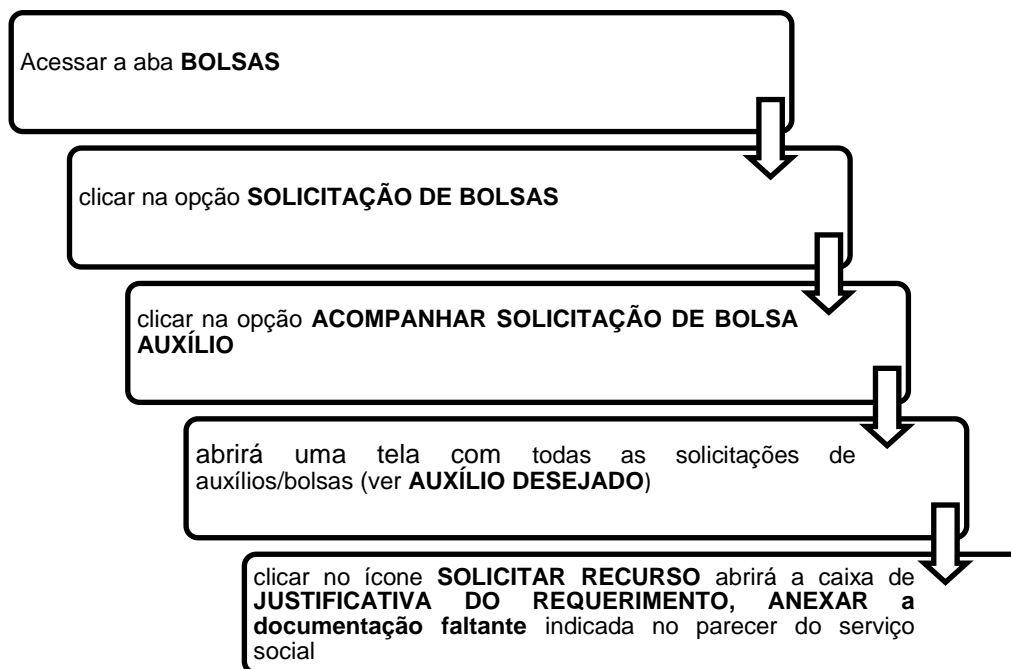 Acessar a aba BOLSAS
clicar na opção SOLICITAÇÃO DE BOLSAS
clicar na opção ACOMPANHAR SOLICITAÇÃO DE BOLSA
AUXÍLIO
abrirá uma tela com todas as solicitações de
auxílios/bolsas (ver AUXÍLIO DESEJADO)
clicar no ícone SOLICITAR RECURSO abrirá a caixa de
JUSTIFICATIVA DO REQUERIMENTO, ANEXAR a
documentação faltante indicada no parecer do serviço
social